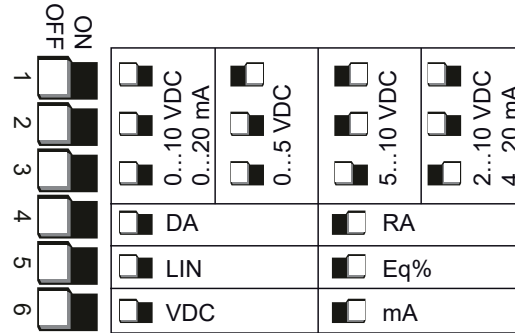 OFF
ON
1
2
3
4
5
6
0...10 VDC
0...20 mA
0...5 VDC
5...10 VDC
2...10 VDC
4...20 mA
DA
RA
LIN
Eq%
VDC
mA